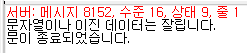 서버: 메시지 8152, 수준 16, 상태 9, 줄 1
문자열이나 이진 데이터는 잘립니다.
문이 종료되었습니다.